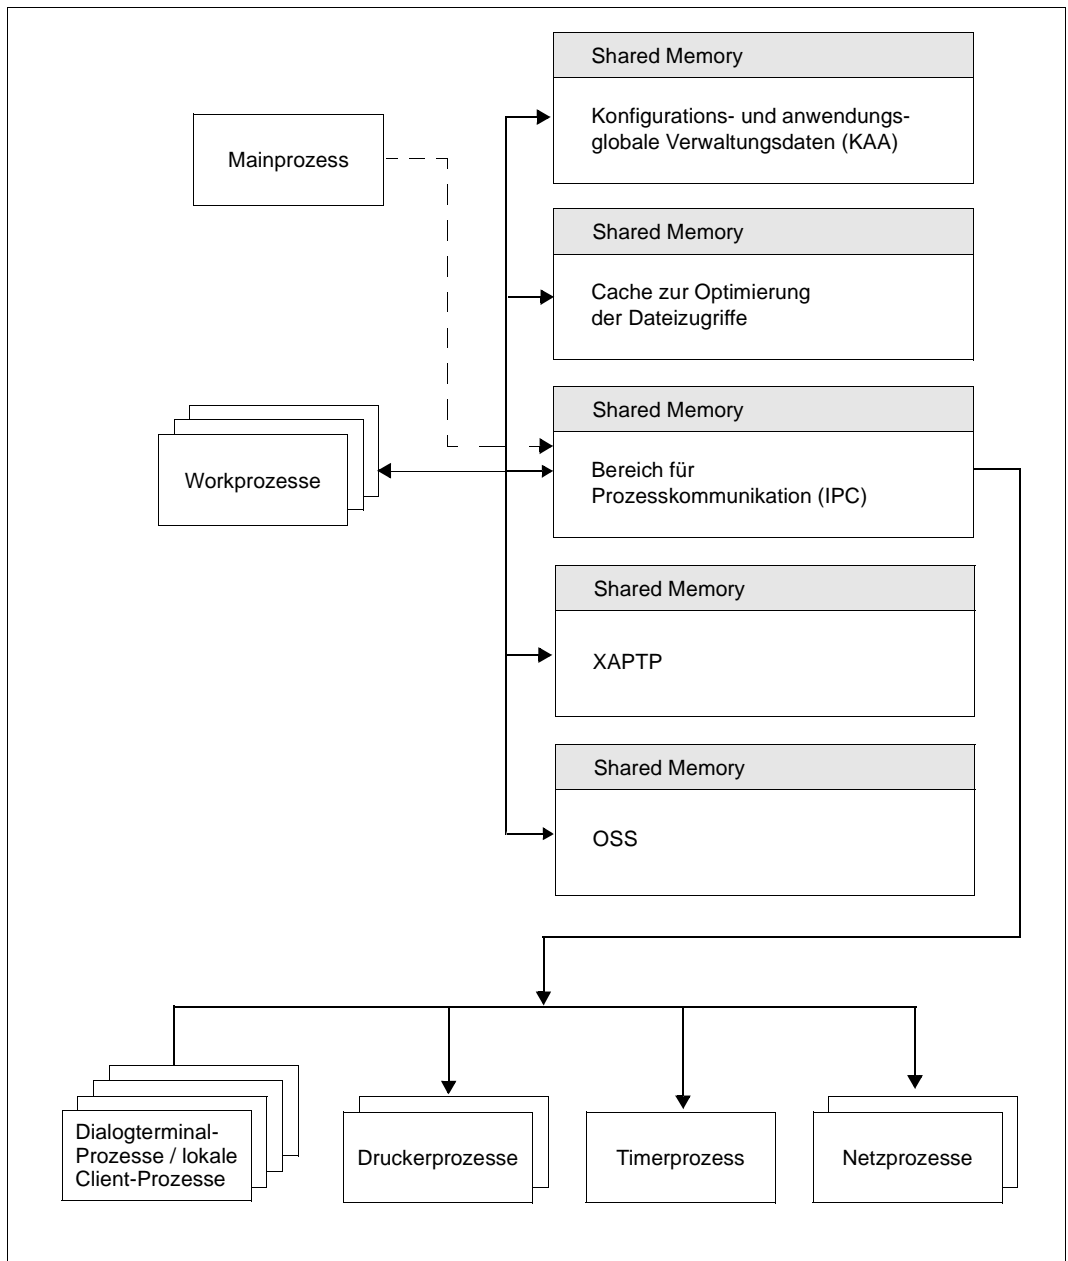 Shared Memory
Konfigurations- und anwendungs-
globale Verwaltungsdaten (KAA)
Mainprozess
Shared Memory
Cache zur Optimierung
der Dateizugriffe
Shared Memory
Bereich für
Prozesskommunikation (IPC)
Workprozesse
Shared Memory
XAPTP
Shared Memory
OSS
Dialogterminal-
Prozesse / lokale
Client-Prozesse
Druckerprozesse
Timerprozess
Netzprozesse